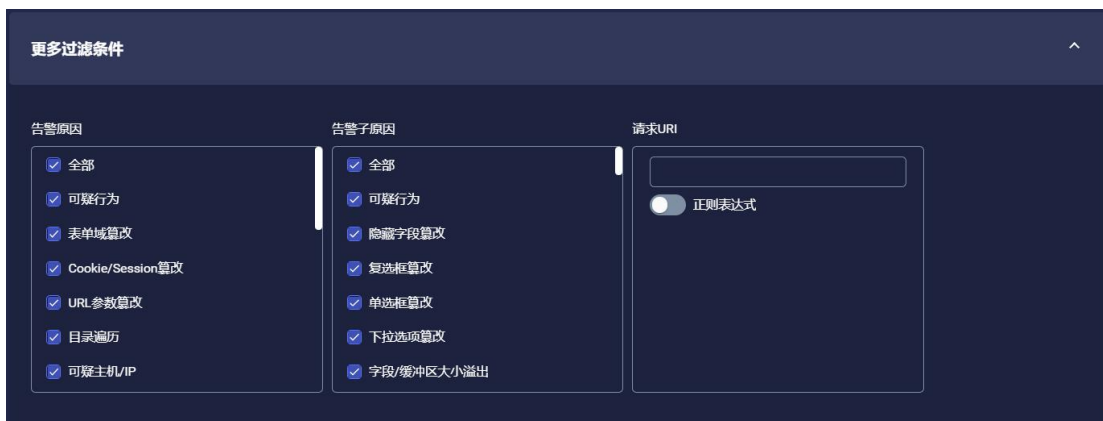 更多过滤条件
告警原因
全部
可疑行为
表单域篡改
Cookie/Session篡改
URL参数篡改
目录遍历
可疑主机/IP
告警子原因
全部
可疑行为
隐藏字段篡改
复选框篡改
单选框篡改
下拉选项篡改
字段/缓冲区大小溢出
请求URI
正则表达式